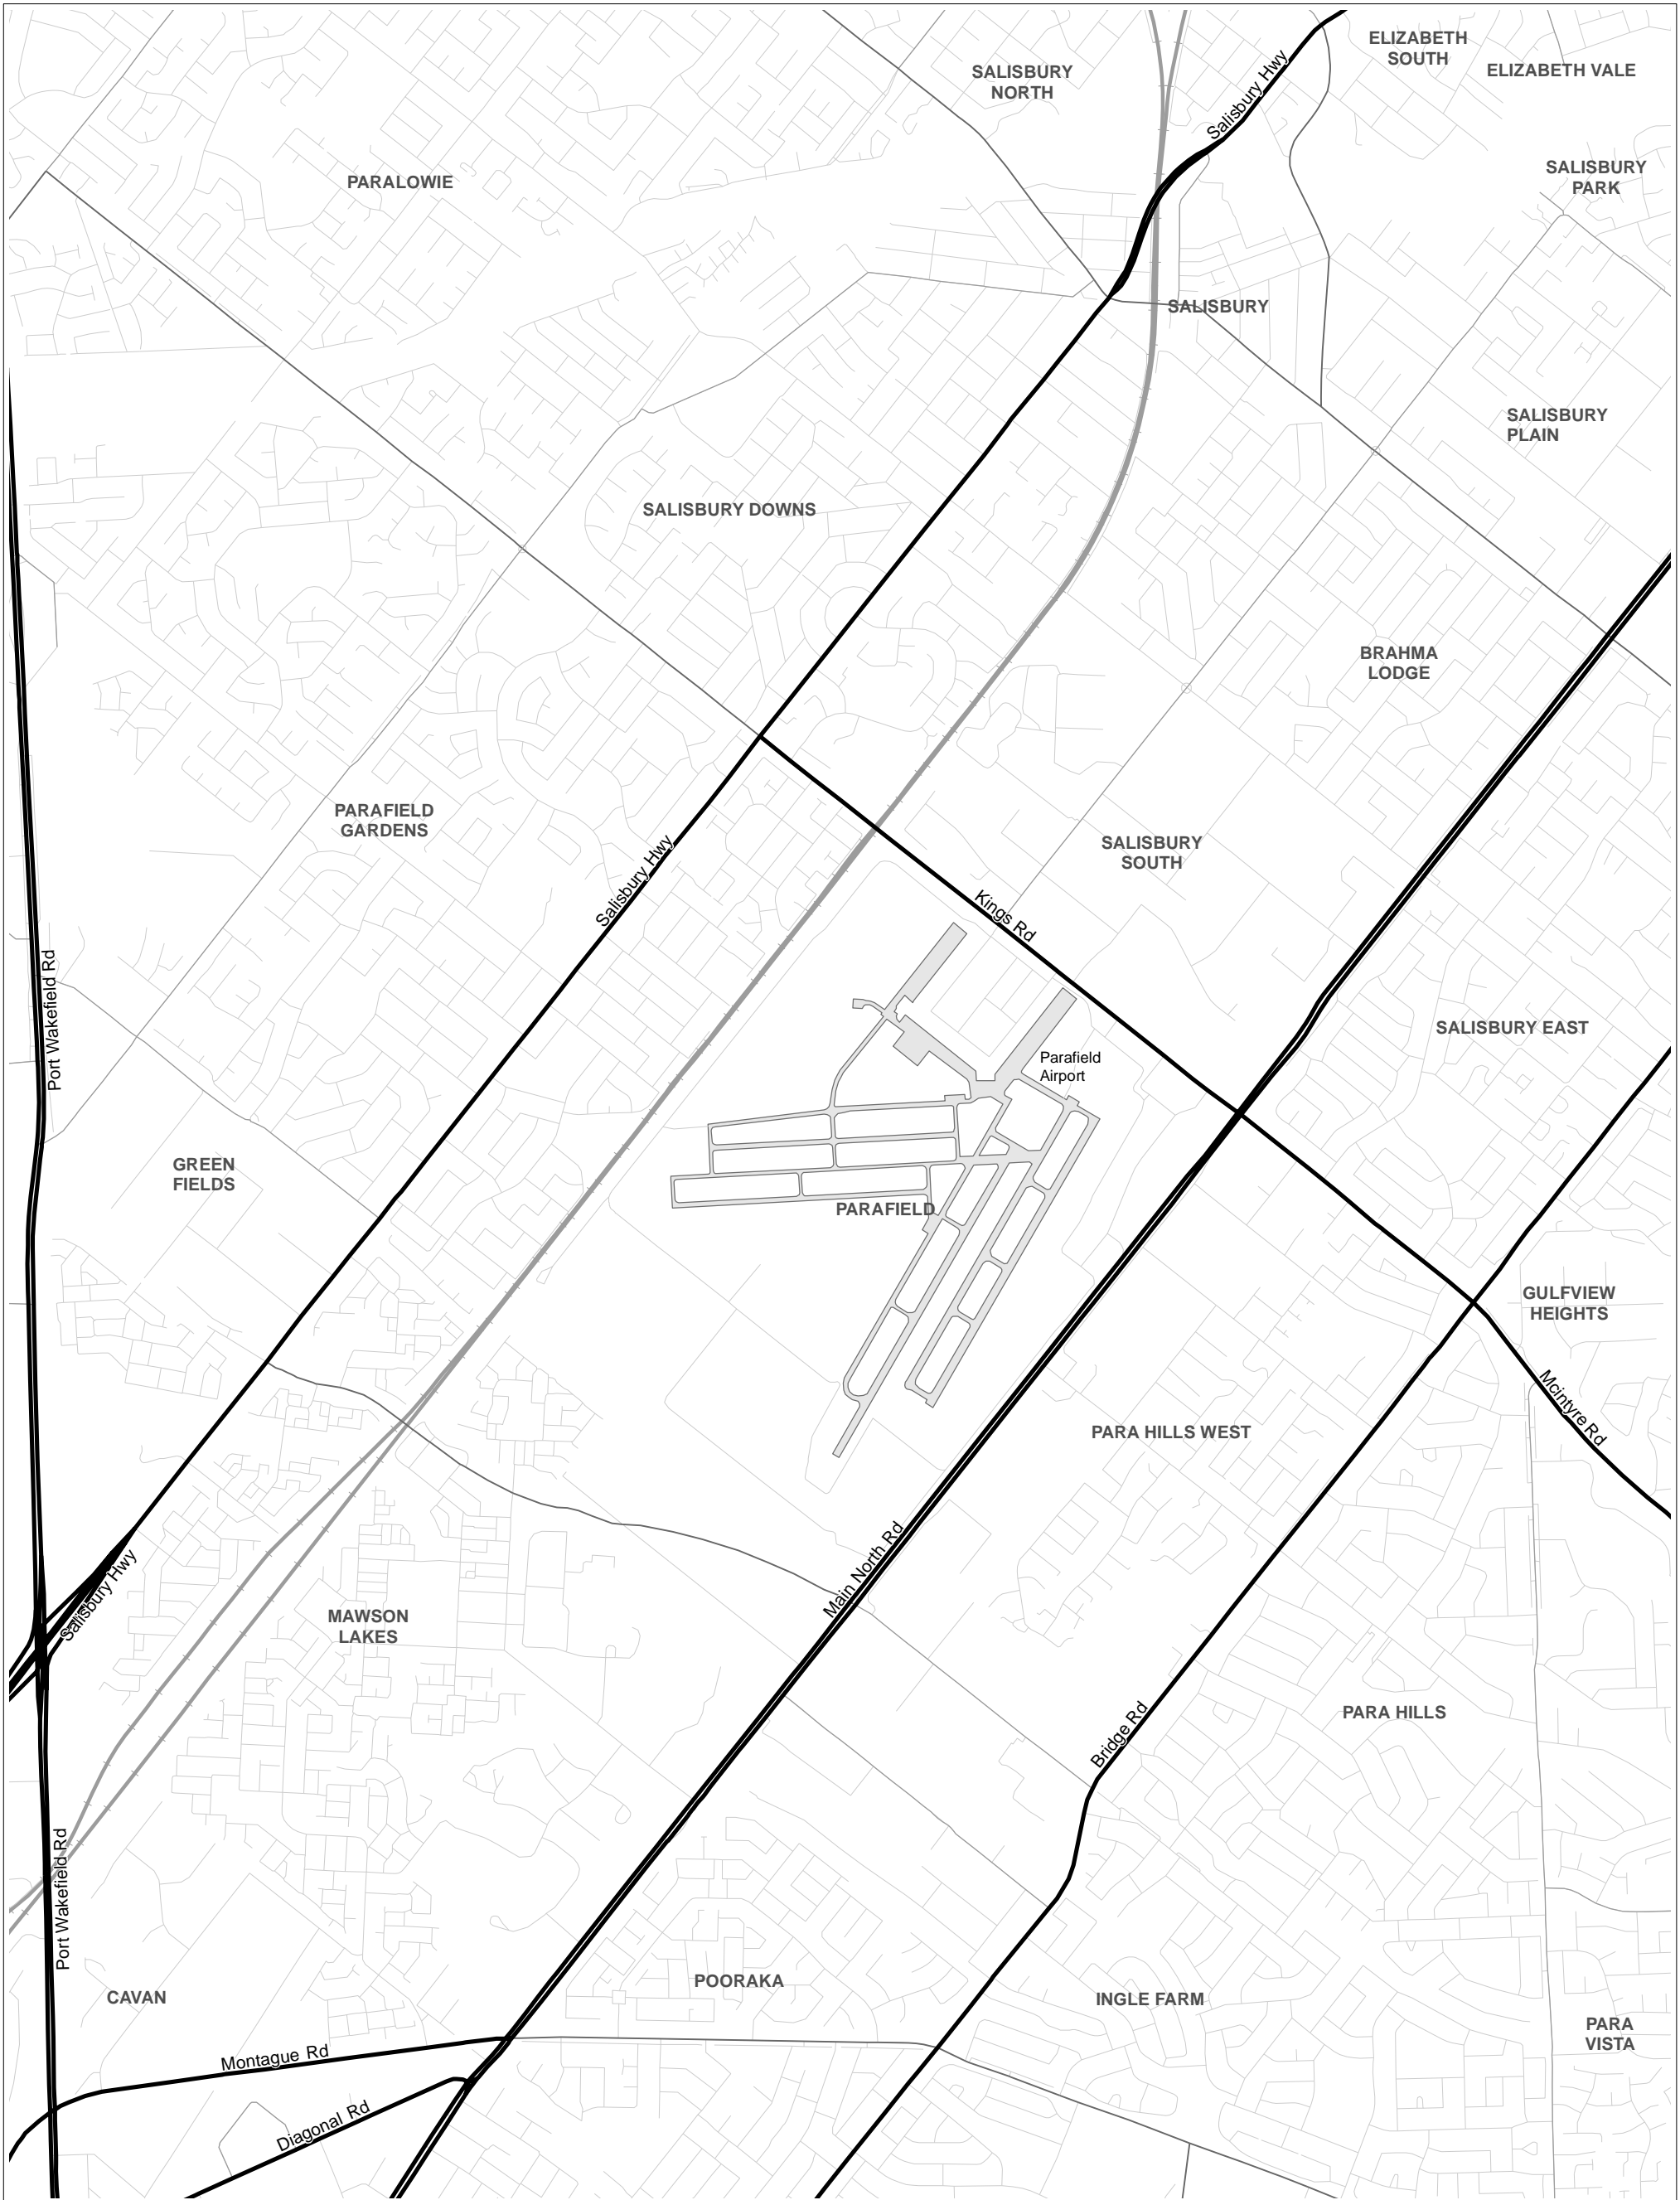 ELIZABETH
SOUTH
ELIZABETH VALE
SALISBURY
NORTH
Salisbury Hwy
SALISBURY
PARK
PARALOWIE
SALISBURY
SALISBURY
PLAIN
SALISBURY DOWNS
BRAHMA
LODGE
PARAFIELD
GARDENS
Salisbury Hwy
SALISBURY
SOUTH
Kings Rd
Port Wakefield Rd
SALISBURY EAST
Parafield
Airport
GREEN
FIELDS
PARAFIELD
GULFVIEW
HEIGHTS
Mcintyre Rd
PARA HILLS WEST
Main North Rd
Salisbury Hwy
MAWSON
LAKES
PARA HILLS
Bridge Rd
Port Wakefield Rd
POORAKA
CAVAN
INGLE FARM
PARA
VISTA
Montague Rd
Diagonal Rd